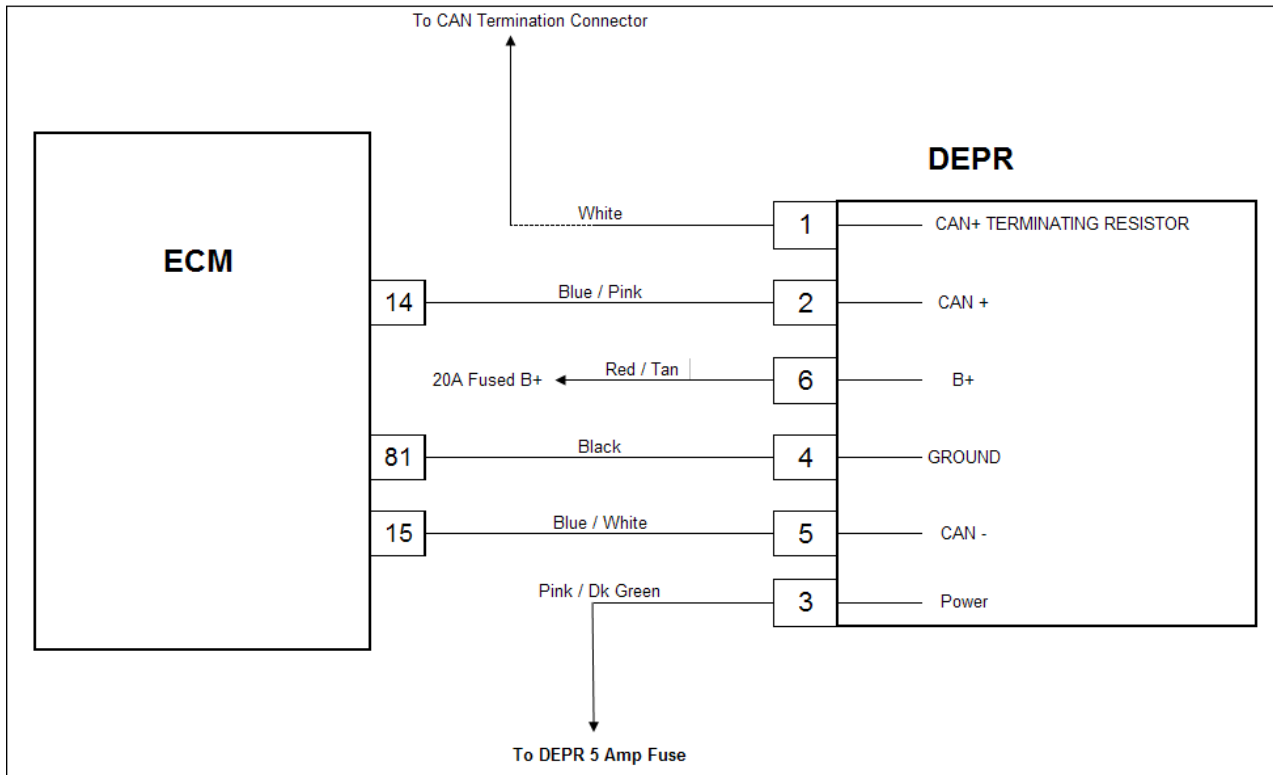 To CAN Termination Connector
DEPR
White
1
CAN+ TERMINATING RESISTOR
ECM
14
Blue / Pink
2
CAN +
20A Fused B+
Red / Tan
6
B+
81
Black
4
GROUND
15
Blue / White
5
CAN -
Pink / Dk Green
3
Power
To DEPR 5 Amp Fuse